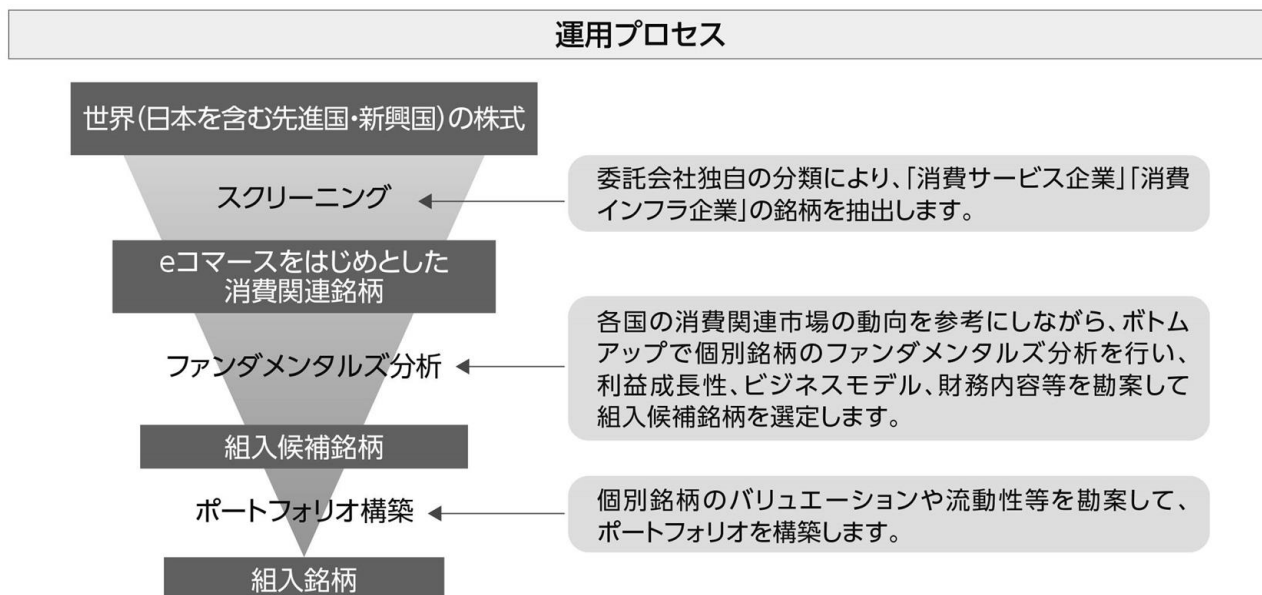 運用プロセス
世界(日本を含む先進国・新興国)の株式
スクリーニング
委託会社独自の分類により、「消費サービス企業」「消費
インフラ企業」の銘柄を抽出します。
eコマースをはじめとした
消費関連銘柄
ファンダメンタルズ分析
各国の消費関連市場の動向を参考にしながら、ボトム
アップで個別銘柄のファンダメンタルズ分析を行い、
利益成長性、ビジネスモデル、財務内容等を勘案して
組入候補銘柄を選定します。
組入候補銘柄
ポートフォリオ構築
個別銘柄のバリュエーションや流動性等を勘案して、
ポートフォリオを構築します。
組入銘柄